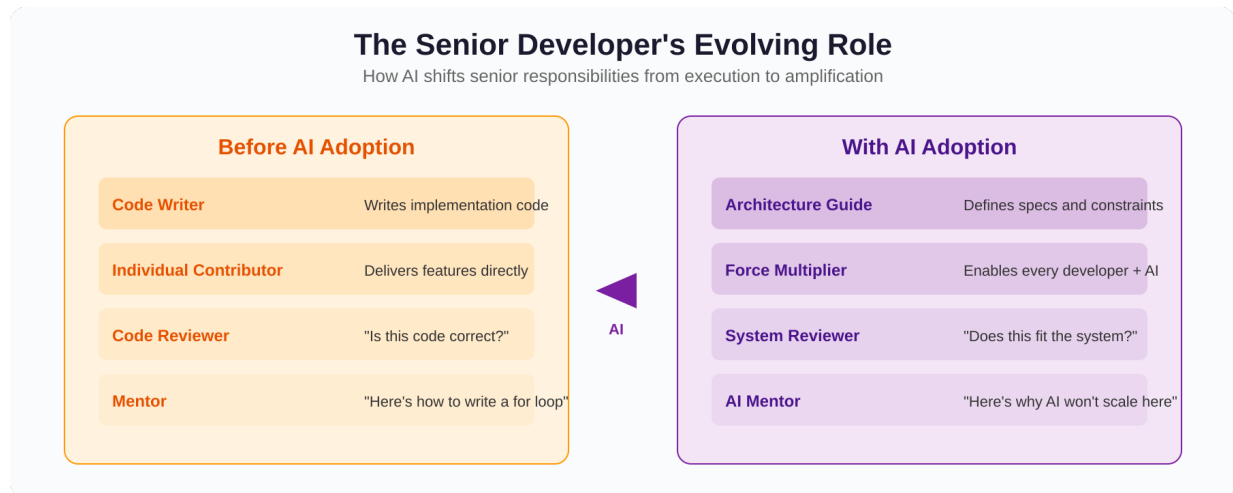 The Senior Developer's Evolving Role
How AI shifts senior responsibilities from execution to amplification
Before AI Adoption
Code Writer Writes implementation code
Individual Contributor Delivers features directly
Code Reviewer "Is this code correct?"
Mentor "Here's how to write a for loop"
AI
With AI Adoption
Architecture Guide Defines specs and constraints
Force Multiplier Enables every developer + AI
System Reviewer "Does this fit the system?"
AI Mentor "Here's why AI won't scale here"